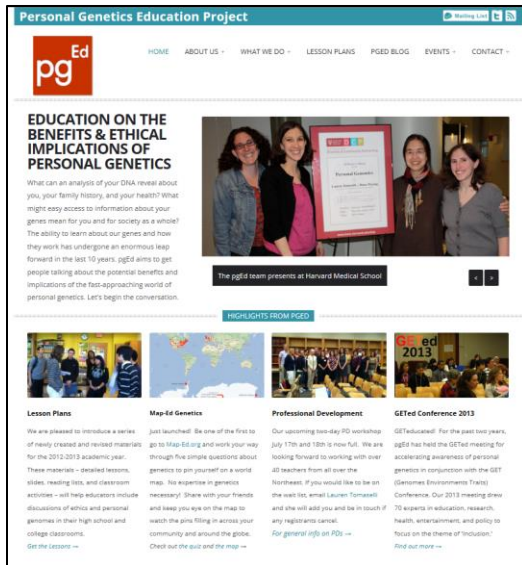 Personal Genetics Education Project
Mailing List
pgEd
HOME ABOUT US WHAT WE DO LESSON PLANS PGED BLOG EVENTS CONTACT
EDUCATION ON THE
BENEFITS & ETHICAL
IMPLICATIONS OF
PERSONAL GENETICS
What can an analysis of your DNA reveal about
you, your family history, and your health? What
might easy access to information about your
genes mean for you and for society as a whole?
The ability to learn about our genes and how
they work has undergone an enormous leap
forward in the last 10 years. pgEd aims to get
people talking about the potential benefits and
implications of the fast-approaching world of
personal genetics. Let's begin the conversation.
Personal Genetics
The pgEd team presents at Harvard Medical School
HIGHLIGHTS FROM PGED
Lesson Plans
We are pleased to introduce a series
of newly created and revised materials
for the 2012-2013 academic year.
These materials – detailed lessons,
slides, reading lists, and classroom
activities – will help educators include
discussions of ethics and personal
genomes in their high school and
college classrooms.
Get the Lessons →
Map-Ed Genetics
Just launched! Be one of the first to
go to Map-Ed.org and work your way
through five simple questions about
genetics to pin yourself on a world
map. No expertise in genetics
necessary! Share with your friends
and keep you eye on the map to
watch the pins filling in across your
community and around the globe.
Check out the quiz and the map →
Professional Development
Our upcoming two-day PD workshop
July 17th and 18th is now full. We are
looking forward to working with over
40 teachers from all over the
Northeast. If you would like to be on
the wait list, email Lauren Tomaselli
and she will add you and be in touch if
any registrants cancel.
For general info on PDs →
GETed
2013
GETed Conference 2013
GETeducated! For the past two years,
pgEd has held the GETed meeting for
accelerating awareness of personal
genetics in conjunction with the GET
(Genomes Environments Traits)
Conference. Our 2013 meeting drew
70 experts in education, research,
health, entertainment, and policy to
focus on the theme of 'Inclusion.'
Find out more →